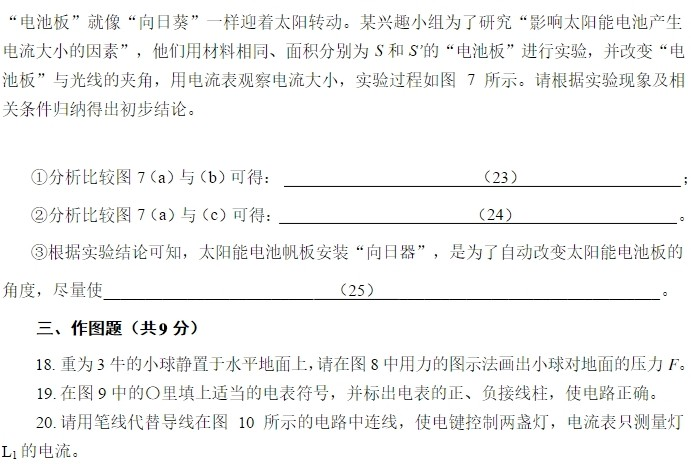 “电池板”就像“向日葵”一样迎着太阳转动。某兴趣小组为了研究“影响太阳能电池产生
电流大小的因素”，他们用材料相同、面积分别为 S 和 S′的“电池板”进行实验，并改变“电
池板”与光线的夹角，用电流表观察电流大小，实验过程如图 7 所示。请根据实验现象及相
关条件归纳得出初步结论。
①分析比较图 7（a）与（b）可得：（23）；
②分析比较图 7（a）与（c）可得：（24）。
③根据实验结论可知，太阳能电池帆板安装“向日器”，是为了自动改变太阳能电池板的
角度，尽量使（25）。
三、作图题（共9 分）
18. 重为 3 牛的小球静置于水平地面上，请在图 8 中用力的图示法画出小球对地面的压力 F。
19. 在图 9 中的〇里填上适当的电表符号，并标出电表的正、负接线柱，使电路正确。
20. 请用笔线代替导线在图 10 所示的电路中连线，使电键控制两盏灯，电流表只测量灯
L₁ 的电流。